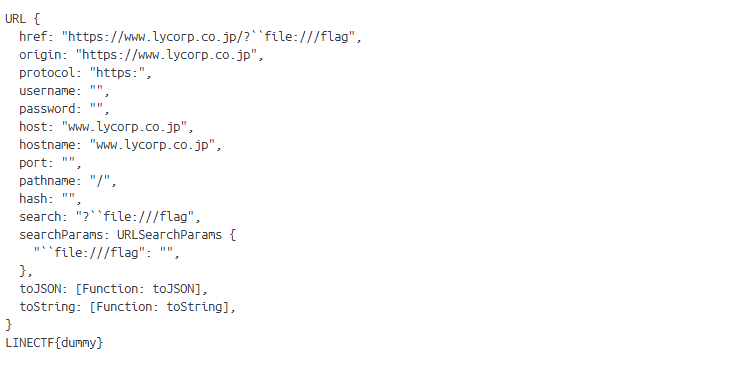 URL {
  href: "https://www.lycorp.co.jp/?``file:///flag",
  origin: "https://www.lycorp.co.jp",
  protocol: "https:",
  username: "",
  password: "",
  host: "www.lycorp.co.jp",
  hostname: "www.lycorp.co.jp",
  port: "",
  pathname: "/",
  hash: "",
  search: "?``file:///flag",
  searchParams: URLSearchParams {
    "``file:///flag": "",
  },
  toJSON: [Function: toJSON],
  toString: [Function: toString],
}
LINECTF{dummy}